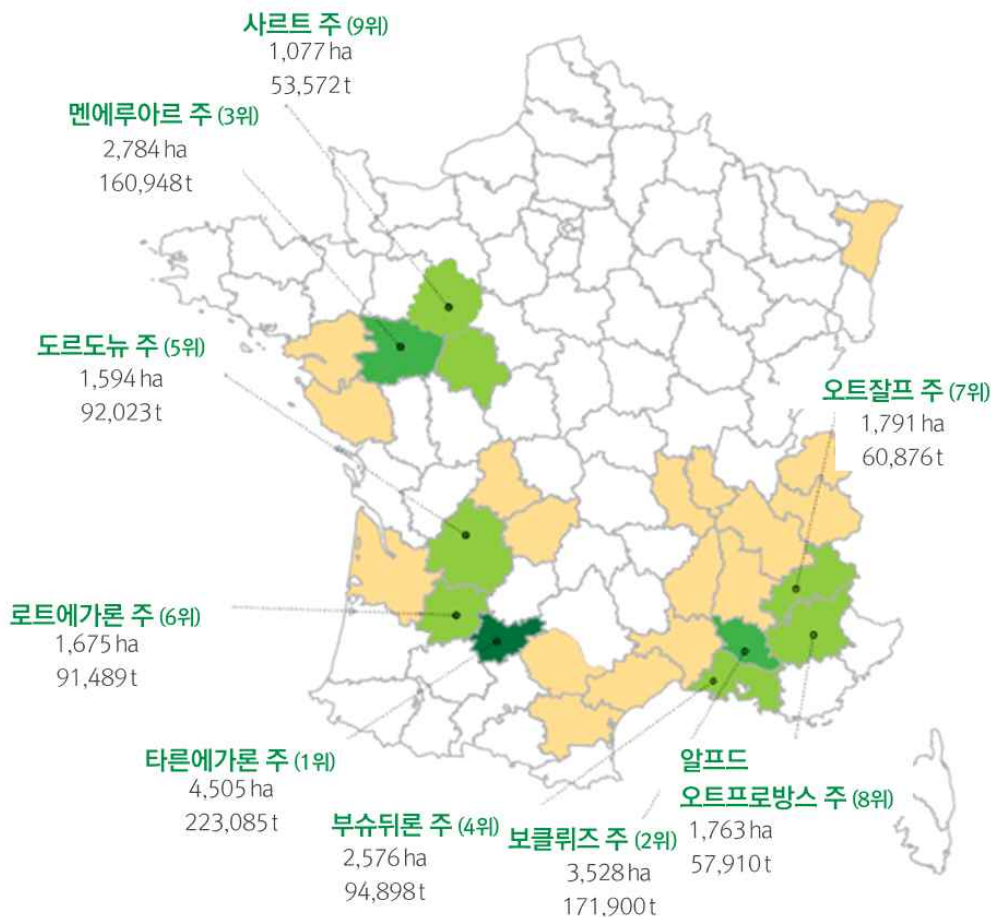 사르트 주 (9위)
1,077 ha
53,572 t
멘에루아르 주 (3위)
2,784 ha
160,948 t
도르도뉴 주 (5위)
1,594 ha
92,023 t
오트잘프 주 (7위)
1,791 ha
60,876 t
로트에가론 주 (6위)
1,675 ha
91,489 t
타른에가론 주 (1위)
4,505 ha
223,085 t
부슈뒤론 주 (4위)
2,576 ha
94,898 t
보클뤼즈 주 (2위)
3,528 ha
171,900 t
알프드
오트프로방스 주 (8위)
1,763 ha
57,910 t